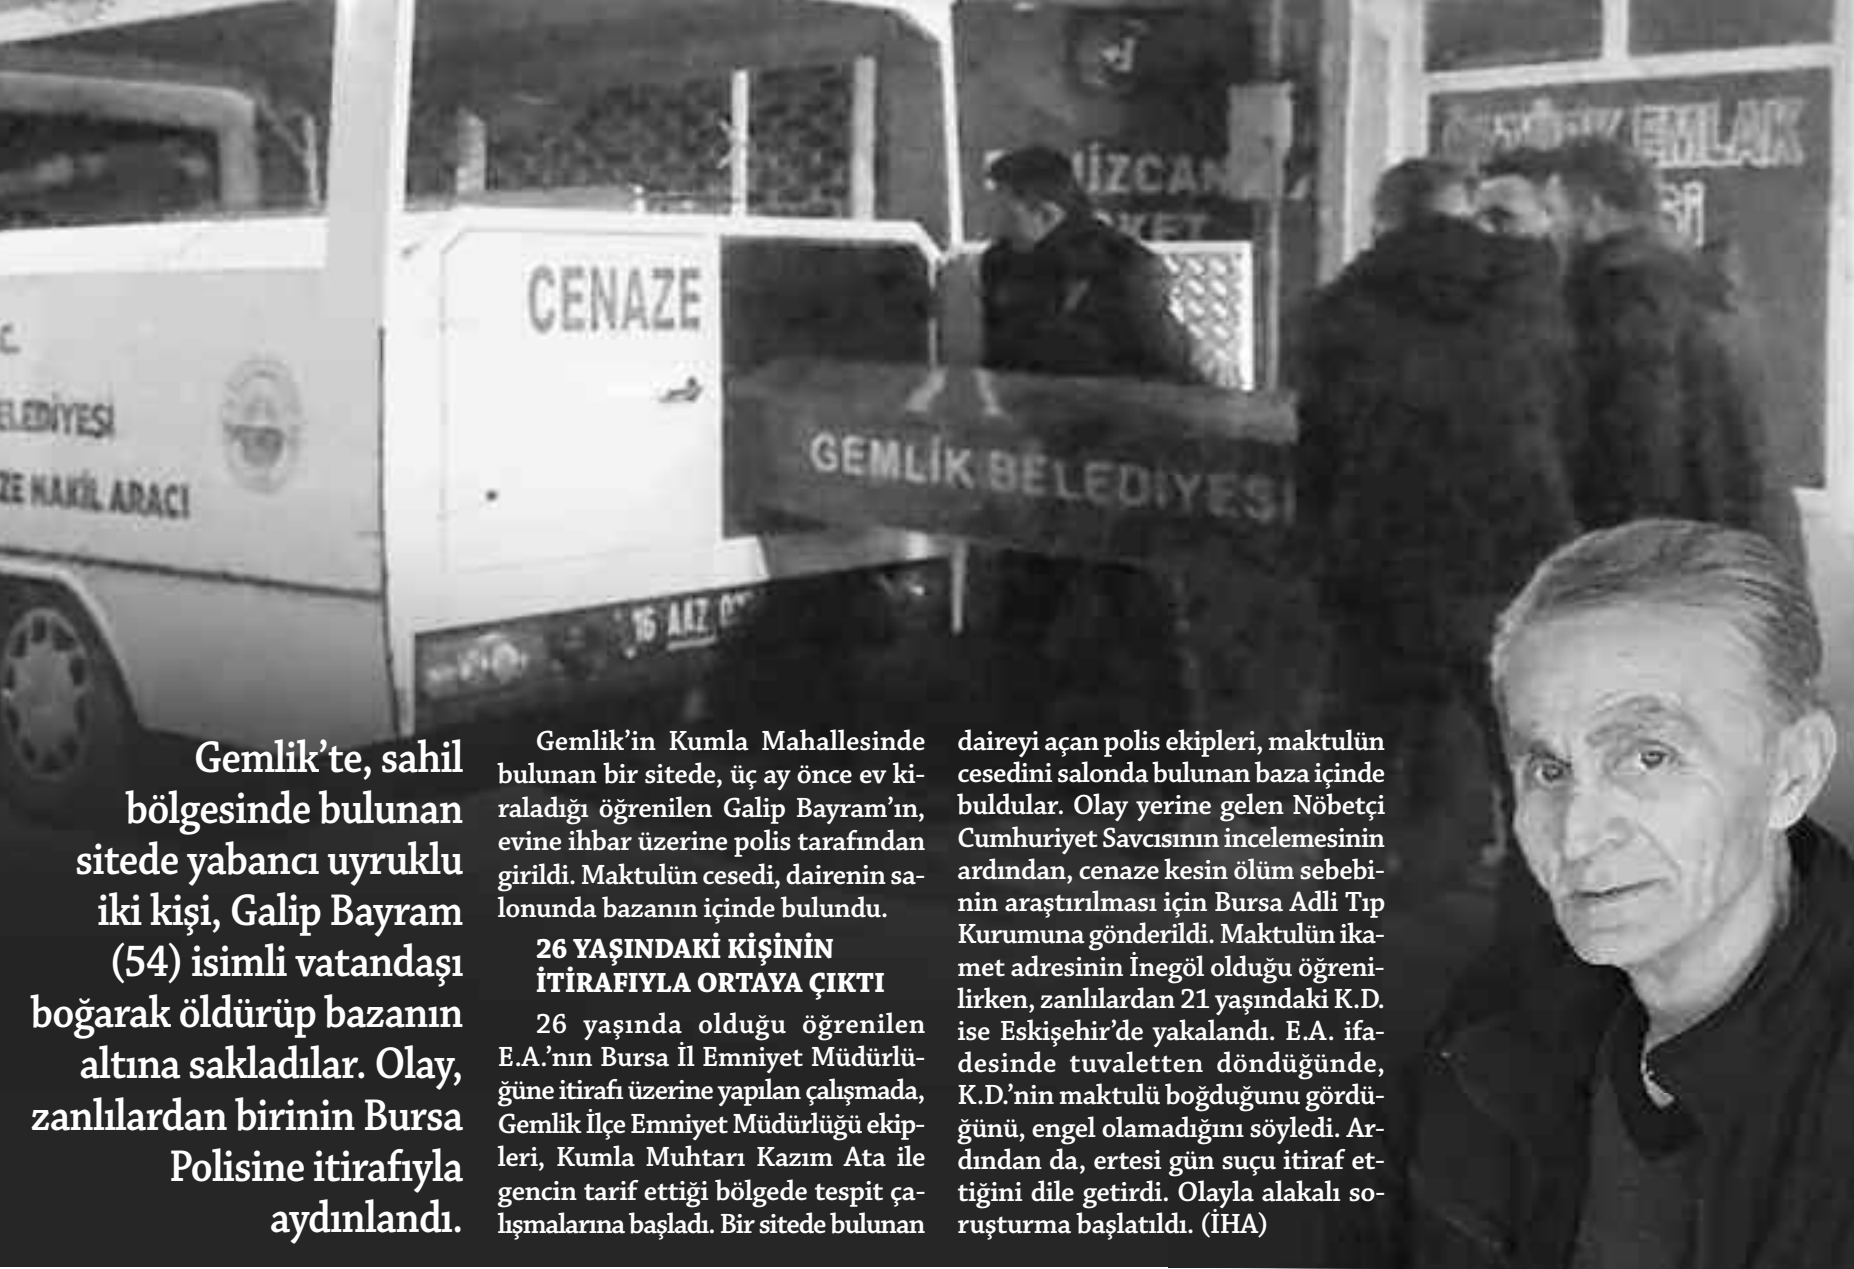 CENAZE
ELEDİYESİ
ZE NAKİL ARACI
GEMLİK BELEDİYESİ
EMLAK
16 AAZ
Gemlik’te, sahil
bölgesinde bulunan
sitede yabancı uyruklu
iki kişi, Galip Bayram
(54) isimli vatandaşı
boğarak öldürüp bazanın
altına sakladılar. Olay,
zanlılardan birinin Bursa
Polisine itirafıyla
aydınlandı.
Gemlik’in Kumla Mahallesinde
bulunan bir sitede, üç ay önce ev ki-
raladığı öğrenilen Galip Bayram’ın,
evine ihbar üzerine polis tarafından
girildi. Maktulün cesedi, dairenin sa-
lonunda bazanın içinde bulundu.
26 YAŞINDAKİ KİŞİNİN
İTİRAFIYLA ORTAYA ÇIKTI
26 yaşında olduğu öğrenilen
E.A.’nın Bursa İl Emniyet Müdürlü-
ğüne itirafı üzerine yapılan çalışmada,
Gemlik İlçe Emniyet Müdürlüğü ekip-
leri, Kumla Muhtarı Kazım Ata ile
gencin tarif ettiği bölgede tespit ça-
lışmalarına başladı. Bir sitede bulunan
daireyi açan polis ekipleri, maktulün
cesedini salonda bulunan baza içinde
buldular. Olay yerine gelen Nöbetçi
Cumhuriyet Savcısının incelemesinin
ardından, cenaze kesin ölüm sebebi-
nin araştırılması için Bursa Adli Tıp
Kurumuna gönderildi. Maktulün ika-
met adresinin İnegöl olduğu öğreni-
lirken, zanlılardan 21 yaşındaki K.D.
ise Eskişehir’de yakalandı. E.A. ifa-
desinde tuvaletten döndüğünde,
K.D.’nin maktulü boğduğunu gördü-
ğünü, engel olamadığını söyledi. Ar-
dından da, ertesi gün suçu itiraf et-
tiğini dile getirdi. Olayla alakalı so-
ruşturma başlatıldı. (İHA)